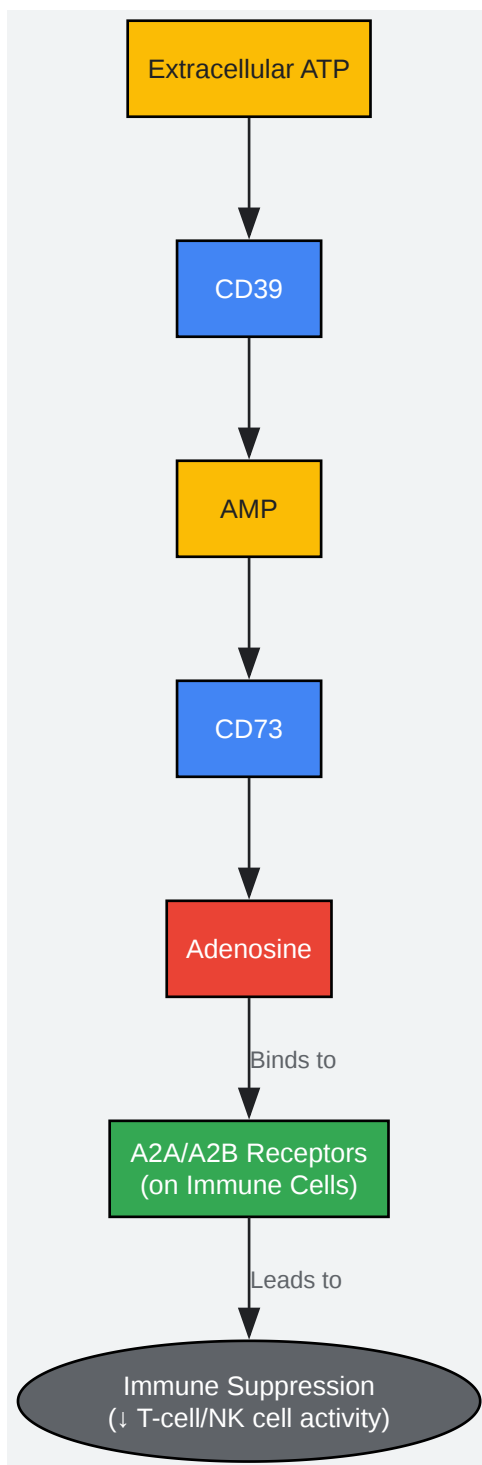 Extracellular ATP
CD39
AMP
CD73
Adenosine
Binds to
A2A/A2B Receptors
(on Immune Cells)
Leads to
Immune Suppression
(↓ T-cell/NK cell activity)